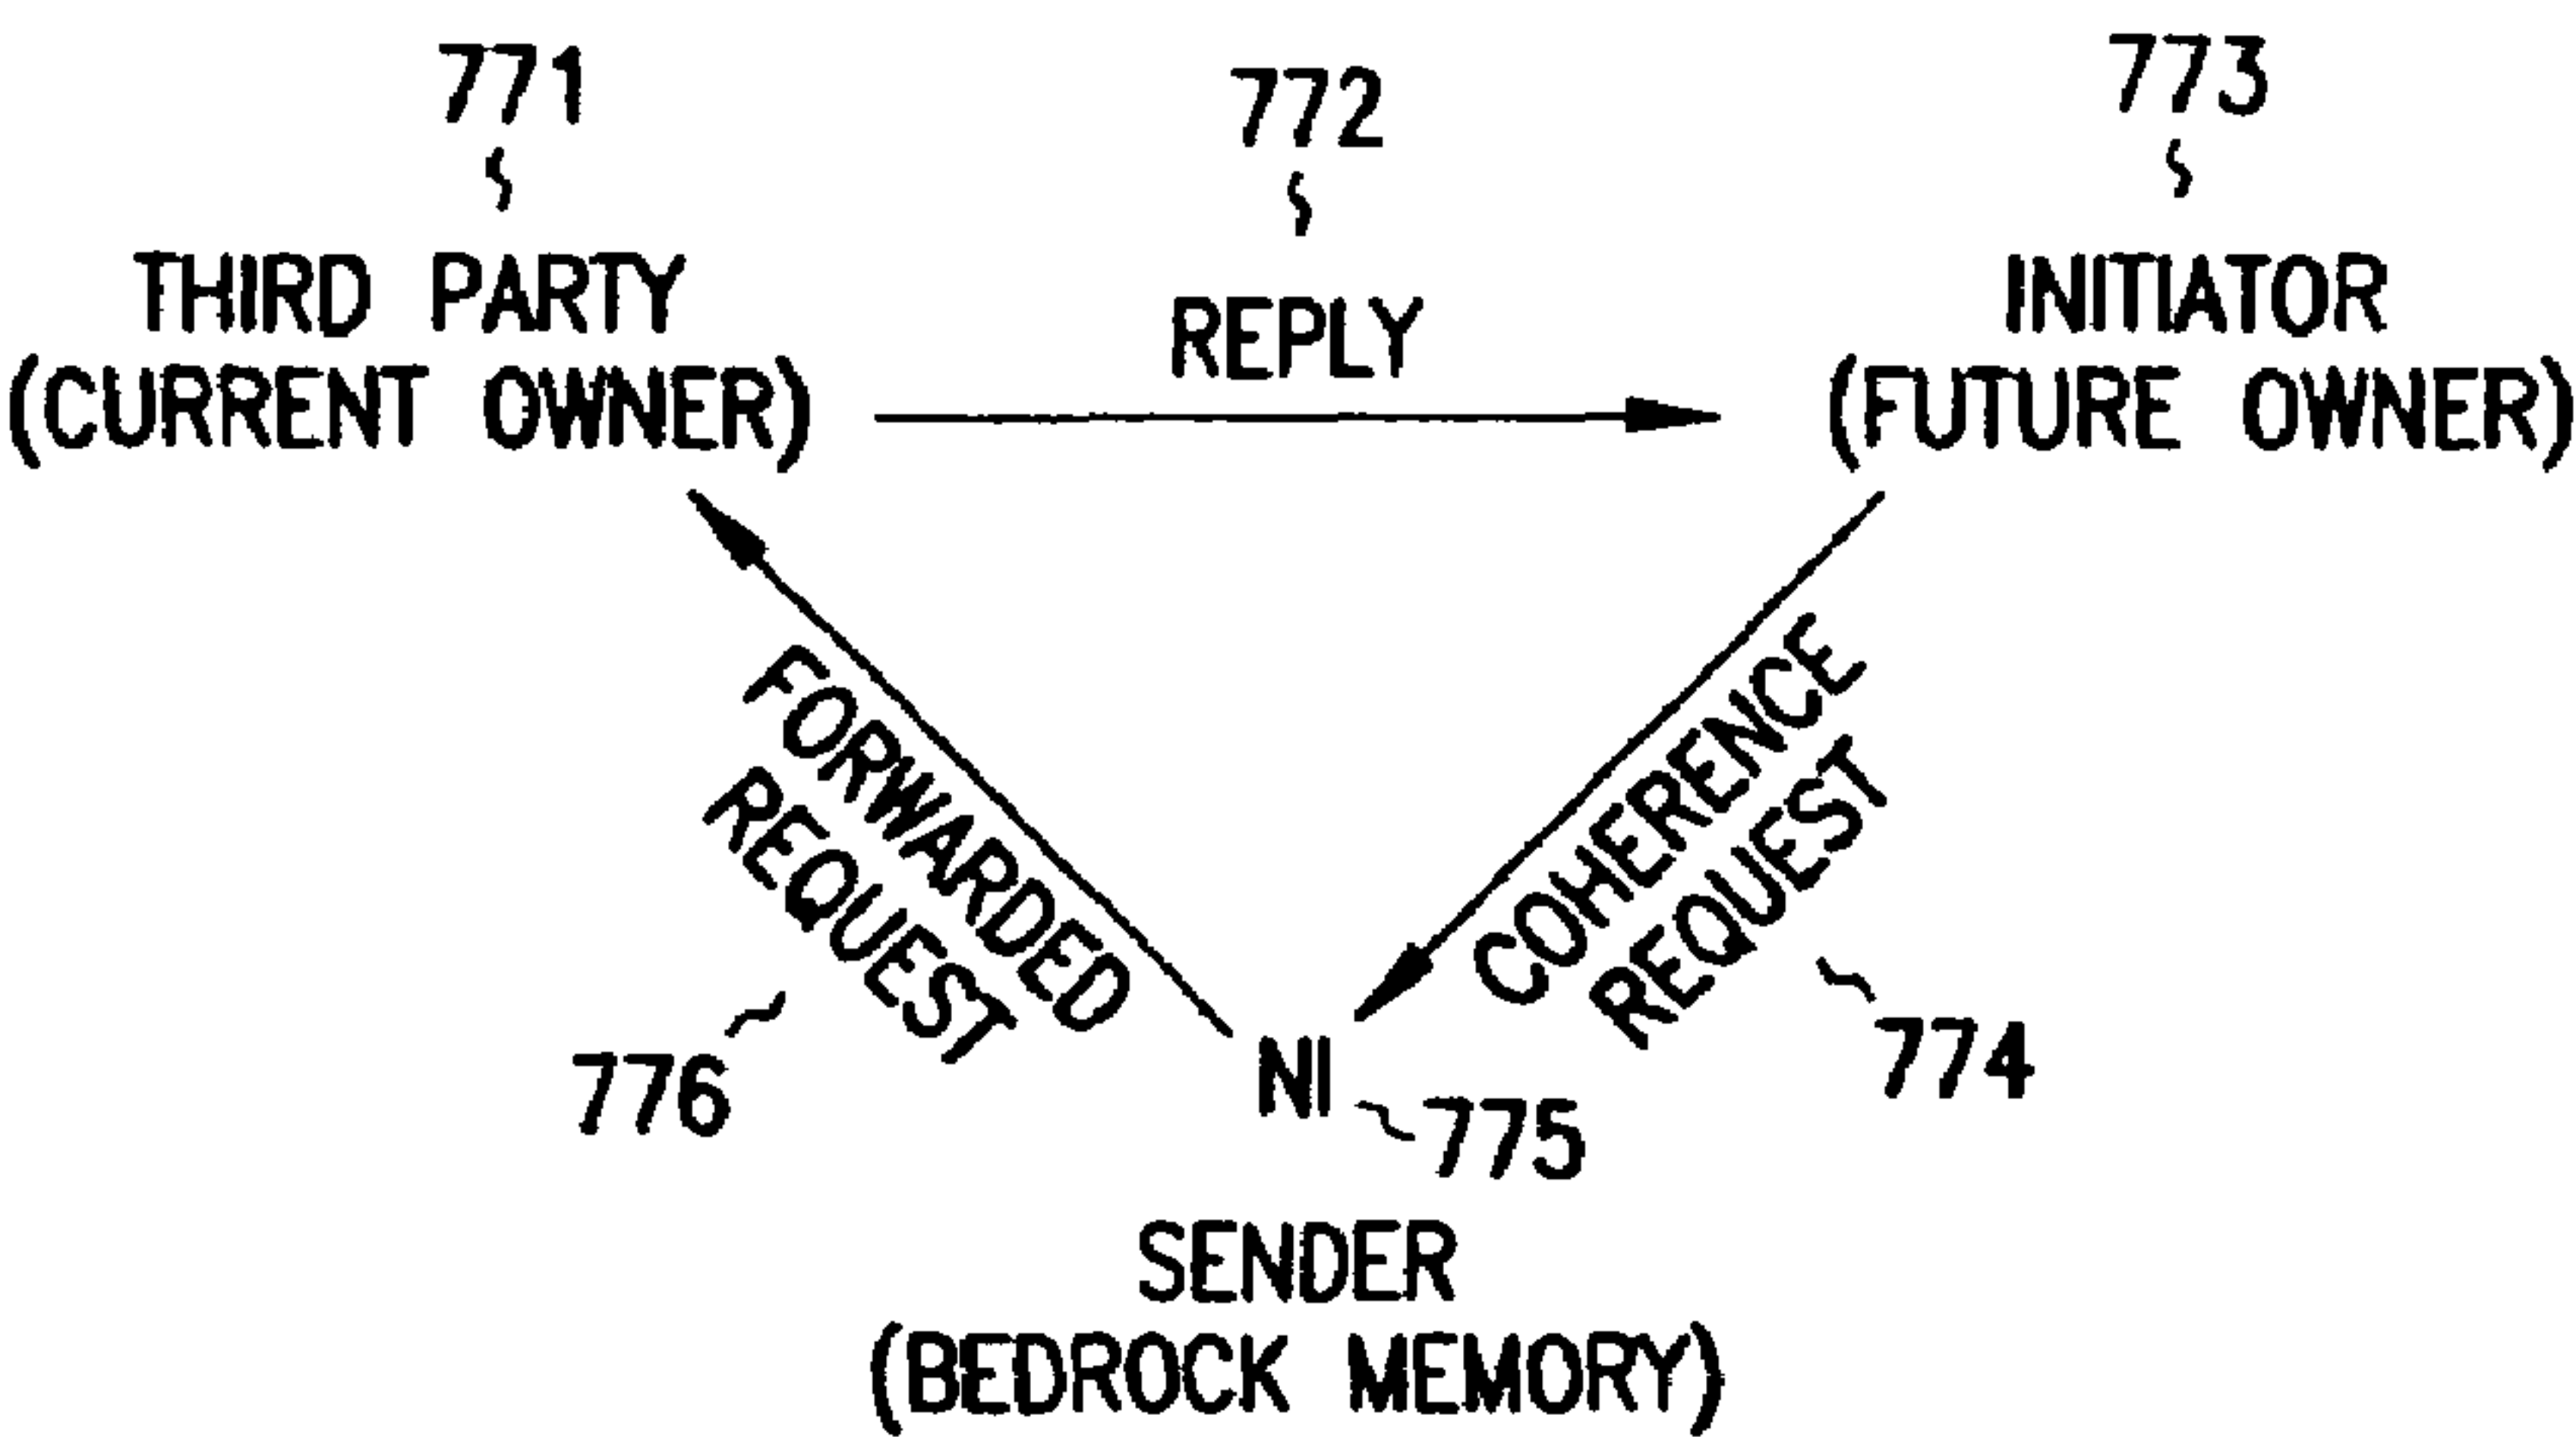 771
772
773
THIRD PARTY
(CURRENT OWNER)
REPLY
INITIATOR
(FUTURE OWNER)
FORWARDED
REQUEST
COHERENCE
REQUEST
776
NI
775
774
SENDER
(BEDROCK MEMORY)